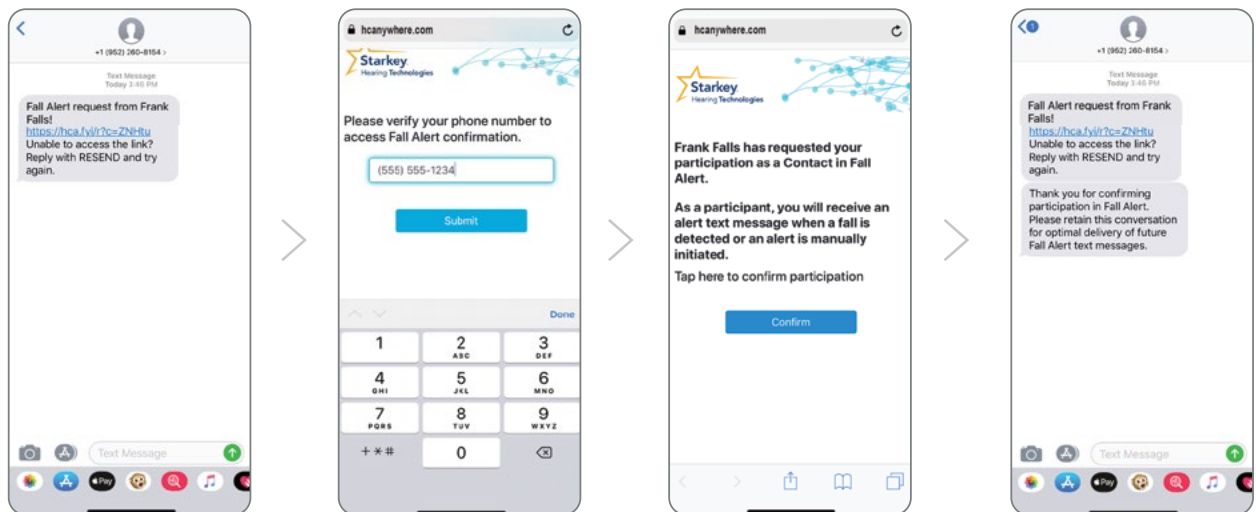 +1 (952) 260-8154 >
Text Message
Today 3:46 PM
Fall Alert request from Frank
Falls!
https://hca.fyi/r?c=ZNHtu
Unable to access the link?
Reply with RESEND and try
again.
Text Message
Pay
hcanywhere.com
Starkey
Hearing Technologies
Please verify your phone number to
access Fall Alert confirmation.
(555) 555-1234
Submit
Done
1
2
ABC
3
DEF
4
GHI
5
JKL
6
MNO
7
PQRS
8
TUV
9
WXYZ
+*#
0
hcanywhere.com
Starkey
Hearing Technologies
Frank Falls has requested your
participation as a Contact in Fall
Alert.
As a participant, you will receive an
alert text message when a fall is
detected or an alert is manually
initiated.
Tap here to confirm participation
Confirm
1
+1 (952) 260-8154 >
Text Message
Today 3:46 PM
Fall Alert request from Frank
Falls!
https://hca.fyi/r?c=ZNHtu
Unable to access the link?
Reply with RESEND and try
again.
Thank you for confirming
participation in Fall Alert.
Please retain this conversation
for optimal delivery of future
Fall Alert text messages.
Text Message
Pay